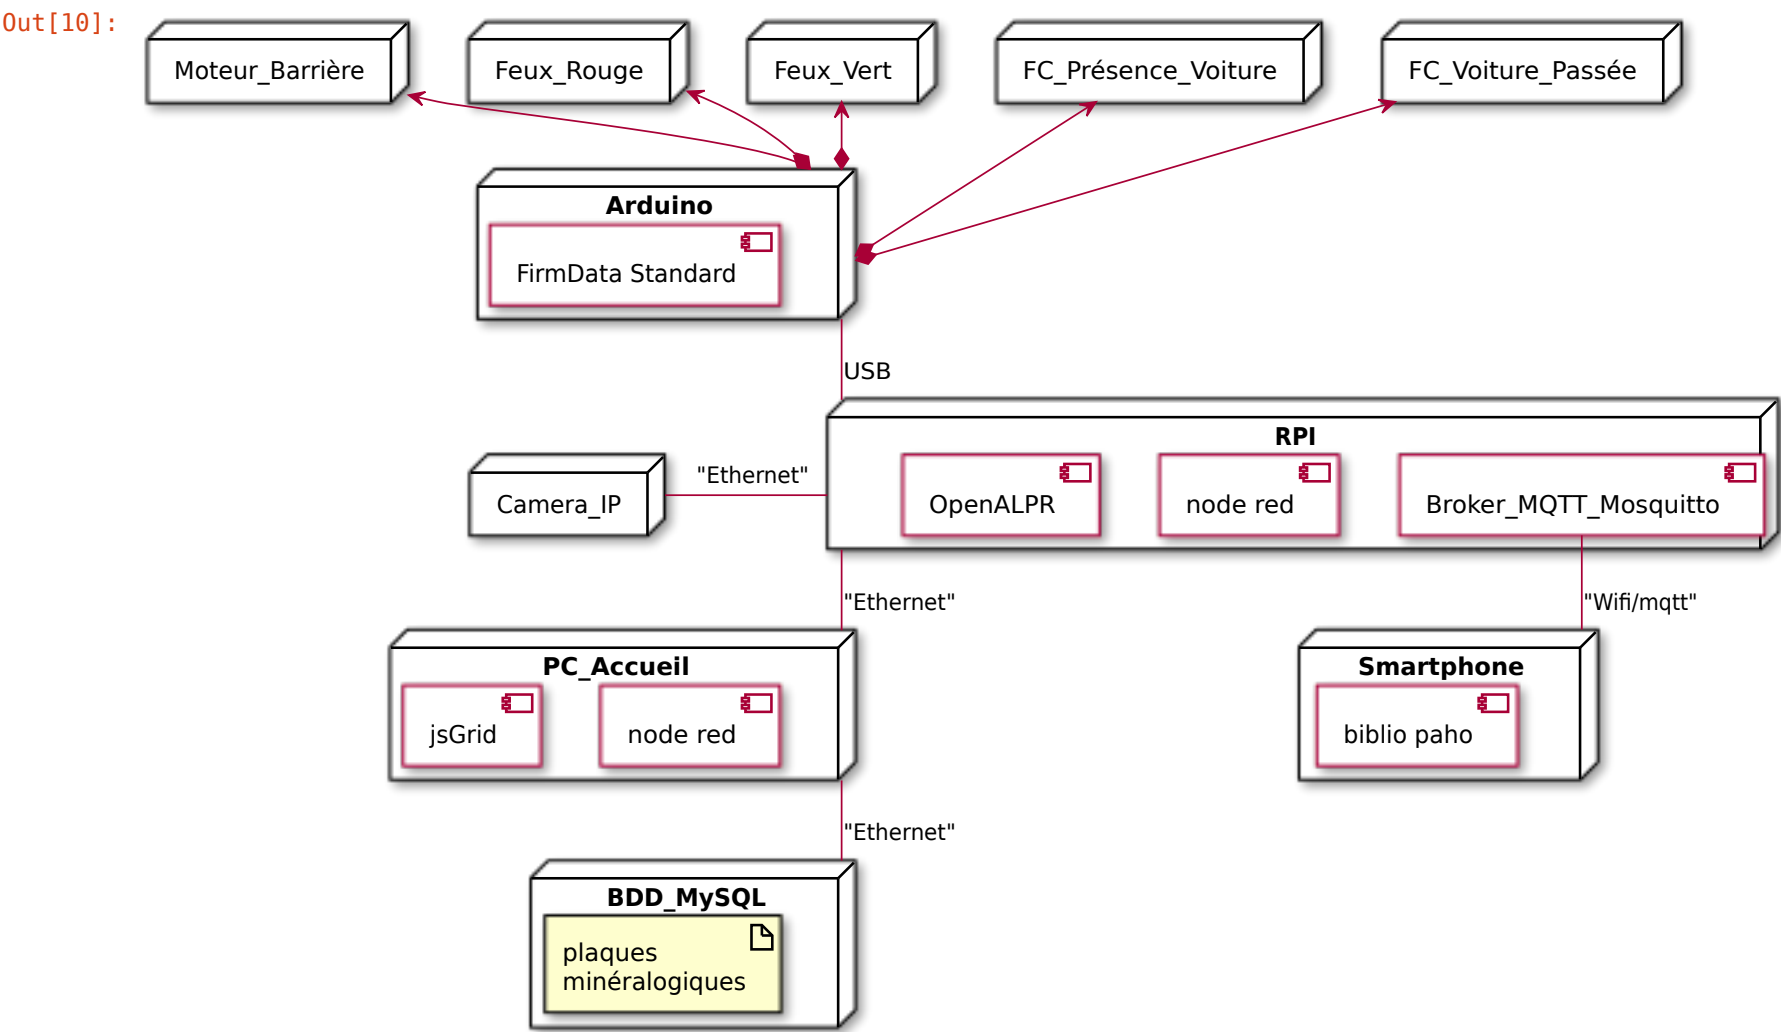 Out[10]:
Moteur_Barrière
Feux_Rouge
Feux_Vert
FC_Présence_Voiture
FC_Voiture_Passée
Arduino
FirmData Standard
USB
RPI
"Ethernet"
Camera_IP
OpenALPR
node red
Broker_MQTT_Mosquitto
"Ethernet"
"Wifi/mqtt"
PC_Accueil
jsGrid
node red
Smartphone
biblio paho
"Ethernet"
BDD_MySQL
plaques
minéralogiques